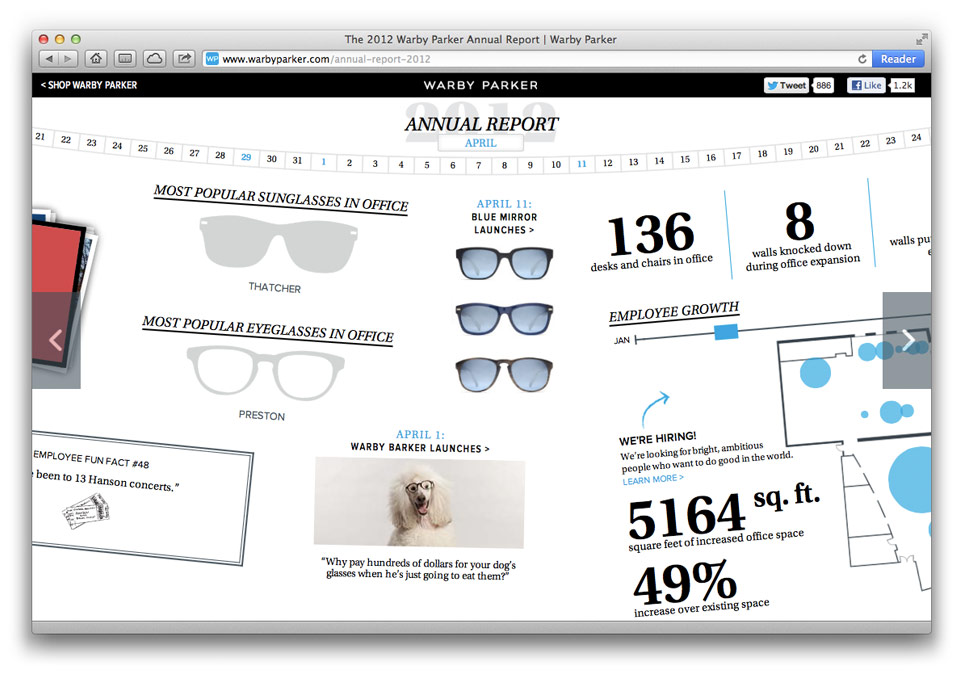 The 2012 Warby Parker Annual Report | Warby Parker
WP www.warbyparker.com/annual-report-2012
Reader
< SHOP WARBY PARKER
WARBY PARKER
Tweet 886
Like 1.2k
2012
ANNUAL REPORT
APRIL
21 22 23 24 25 26 27 28 29 30 31 1 2 3 4 5 6 7 8 9 10 11 12 13 14 15 16 17 18 19 20 21 22 23 24
MOST POPULAR SUNGLASSES IN OFFICE
THATCHER
MOST POPULAR EYEGLASSES IN OFFICE
PRESTON
EMPLOYEE FUN FACT #48
been to 13 Hanson concerts.”
APRIL 11:
BLUE MIRROR
LAUNCHES >
APRIL 1:
WARBY BARKER LAUNCHES >
“Why pay hundreds of dollars for your dog's
glasses when he's just going to eat them?”
136
desks and chairs in office
8
walls knocked down
during office expansion
walls pu
e
EMPLOYEE GROWTH
JAN
WE'RE HIRING!
We're looking for bright, ambitious
people who want to do good in the world.
LEARN MORE >
5164 sq. ft.
square feet of increased office space
49%
increase over existing space